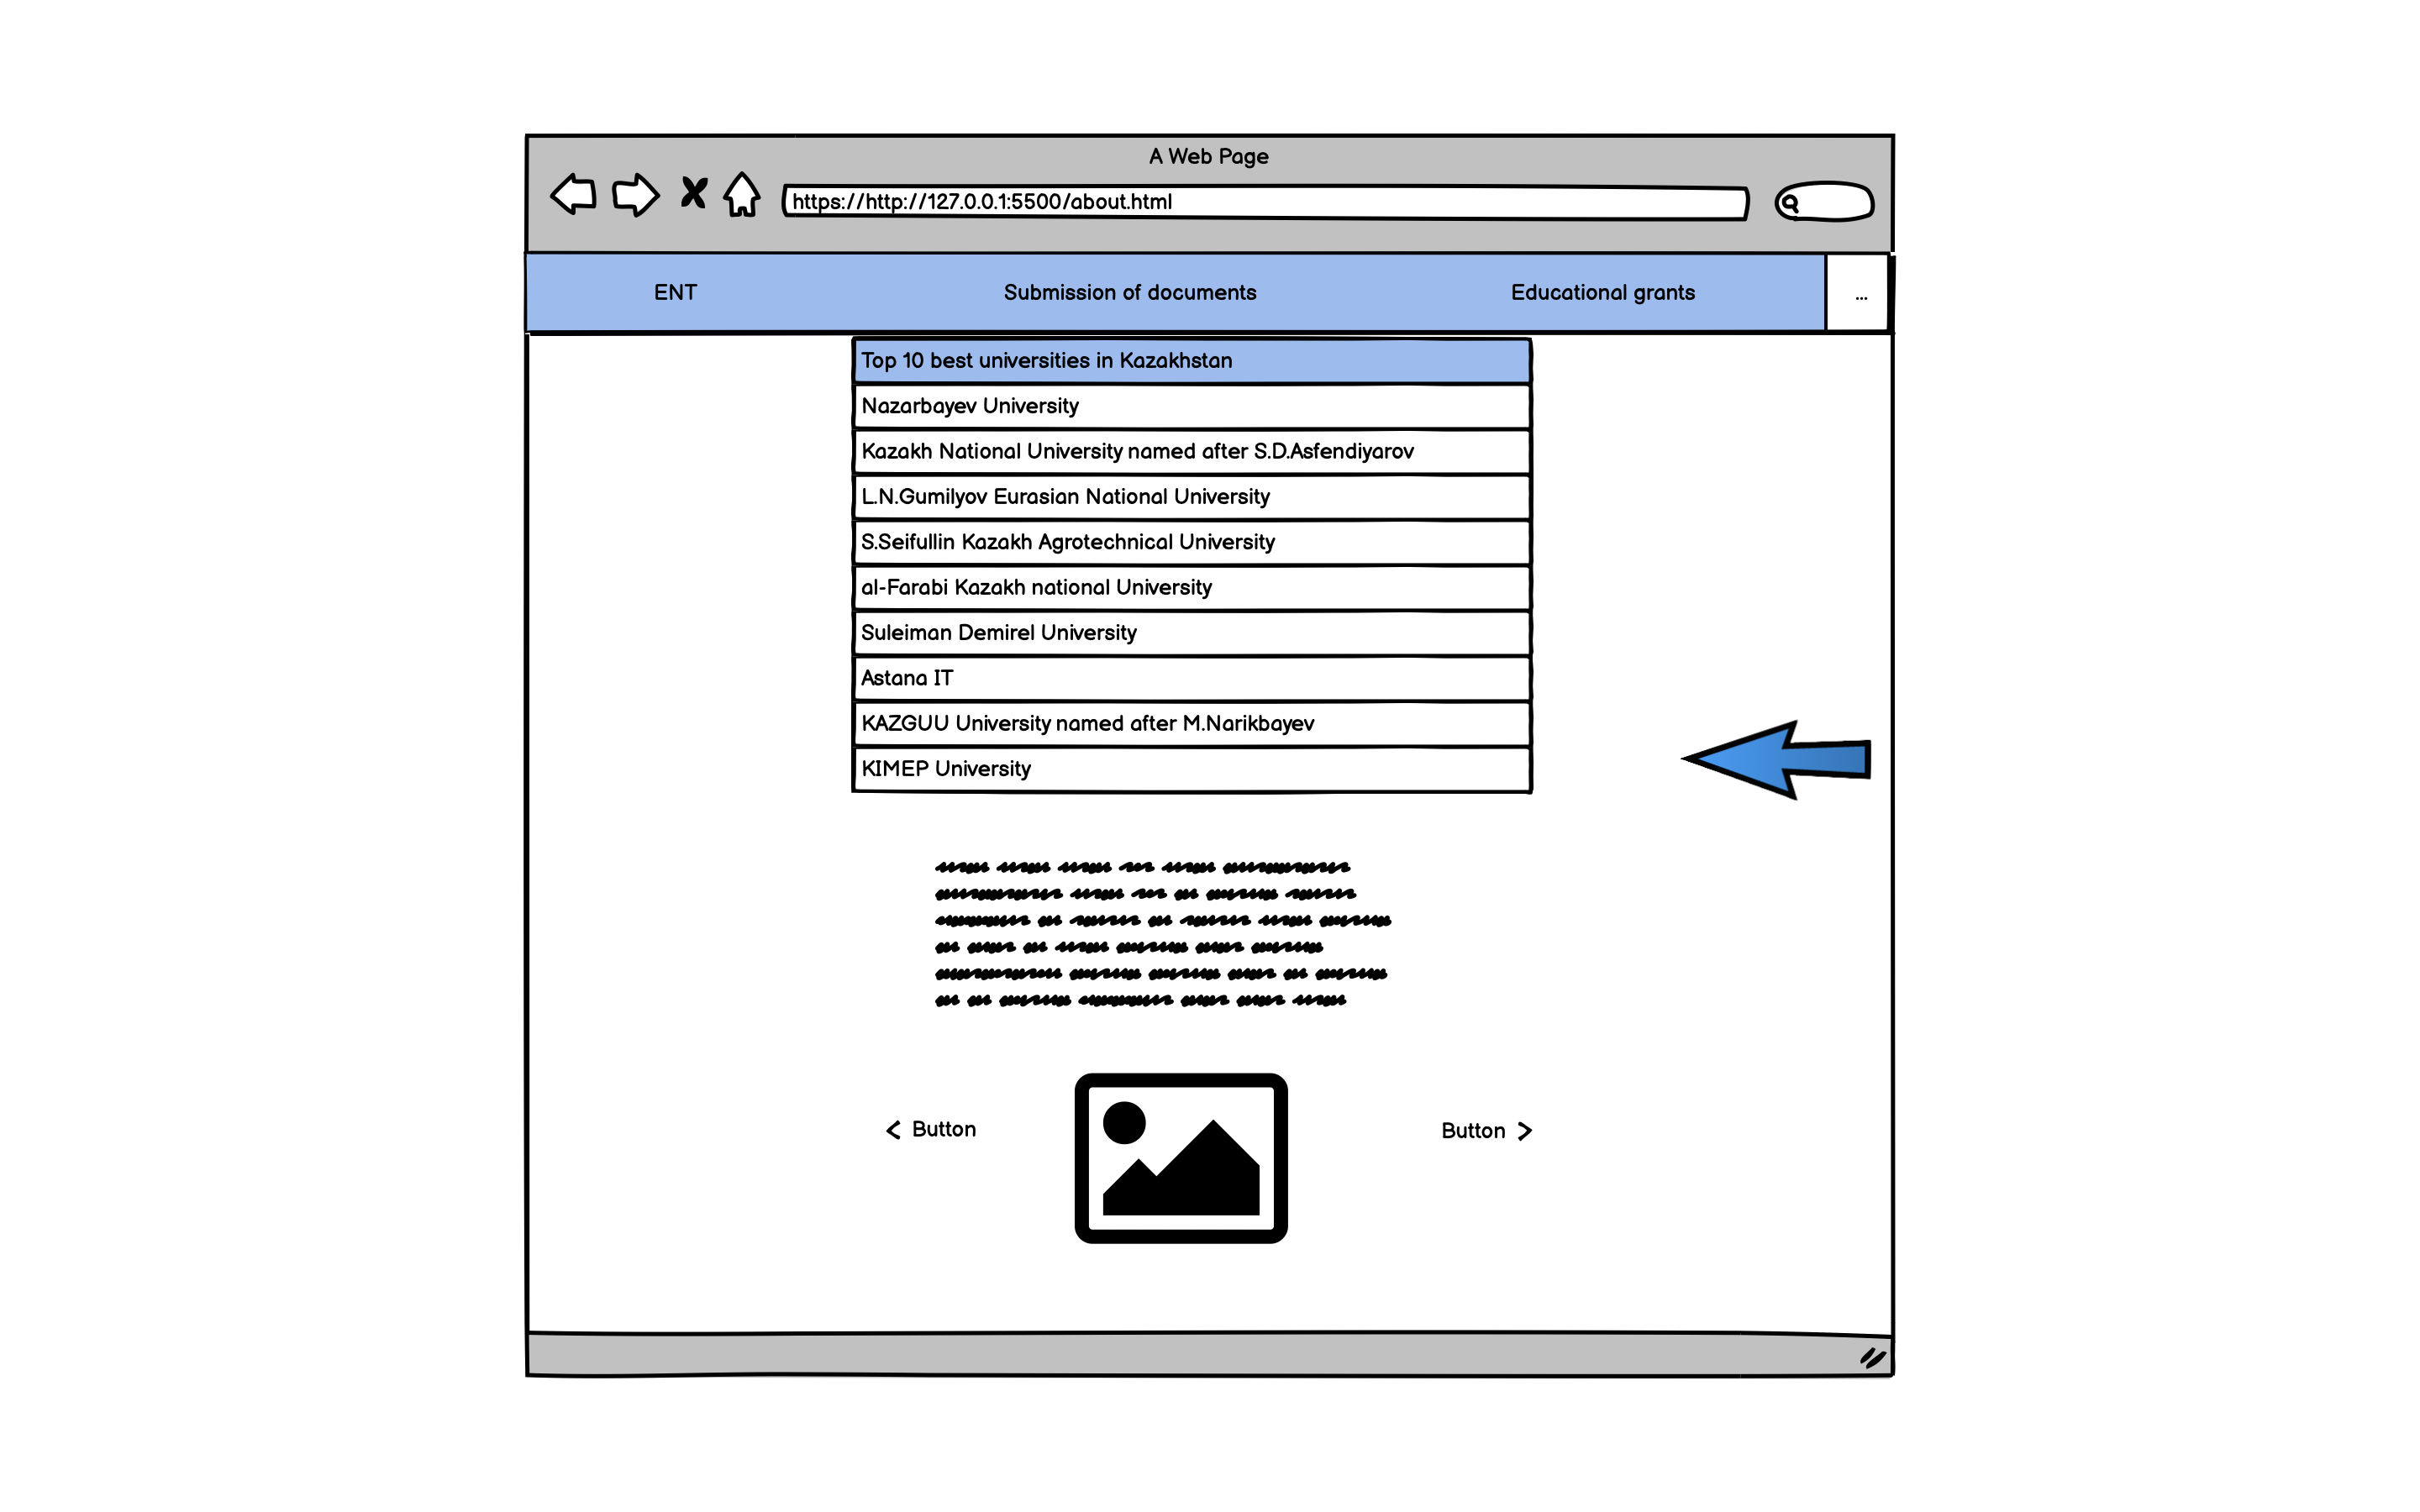 A Web Page
https://http://127.0.0.1:5500/about.html
ENT
Submission of documents
Educational grants
...
Top 10 best universities in Kazakhstan
Nazarbayev University
Kazakh National University named after S.D.Asfendiyarov
L.N.Gumilyov Eurasian National University
S.Seifullin Kazakh Agrotechnical University
al-Farabi Kazakh national University
Suleiman Demirel University
Astana IT
KAZGUU University named after M.Narikbayev
KIMEP University
Button
Button